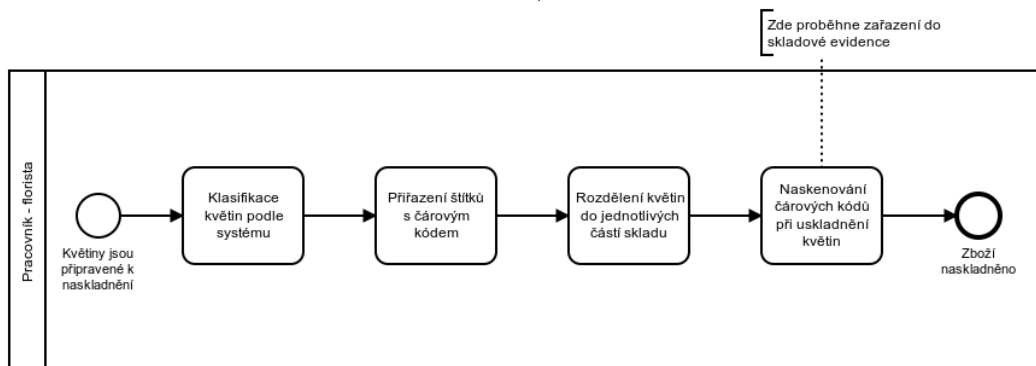 Zde proběhne zařazení do
skladové evidence
Pracovník - florista
Květiny jsou
připravené k
naskladnění
Klasifikace
květin podle
systému
Přiřazení štítků
s čárovým
kódem
Rozdělení květin
do jednotlivých
částí skladu
Naskenování
čárových kódů
při uskladnění
květin
Zboží
naskladněno